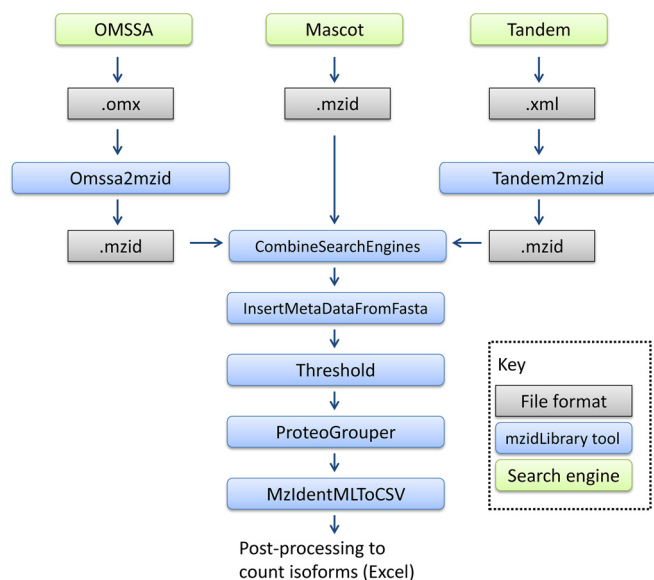 OMSSA
Mascot
Tandem
.omx
.mzid
.xml
Omssa2mzid
Tandem2mzid
.mzid
CombineSearchEngines
.mzid
InsertMetaDataFromFasta
Threshold
ProteoGrouper
MzIdentMLToCSV
Post-processing to
count isoforms (Excel)
Key
File format
mzidLibrary tool
Search engine